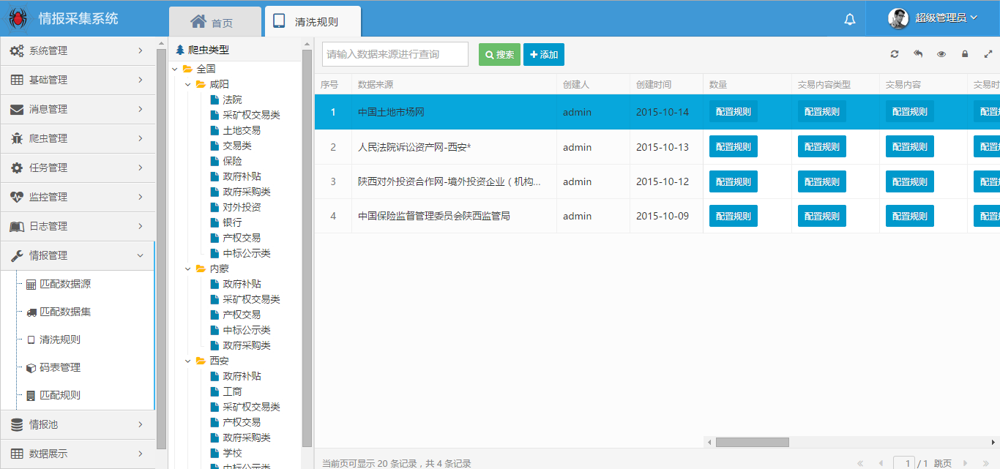 情报采集系统
首页
清洗规则
超级管理员
系统管理
基础管理
消息管理
爬虫管理
任务管理
监控管理
日志管理
情报管理
匹配数据源
匹配数据集
清洗规则
码表管理
匹配规则
情报池
数据展示
爬虫类型
全国
咸阳
法院
采矿权交易类
土地交易
交易类
保险
政府补贴
政府采购类
对外投资
银行
产权交易
中标公示类
内蒙
政府补贴
采矿权交易类
产权交易
中标公示类
政府采购类
西安
政府补贴
工商
采矿权交易类
产权交易
政府采购类
学校
中标公示类
请输入数据来源进行查询 搜索 添加
序号 数据来源 创建人 创建时间 数量 交易内容类型 交易内容 交易时
1 中国土地市场网 admin 2015-10-14 配置规则 配置规则 配置规则 配置规
2 人民法院诉讼资产网-西安* admin 2015-10-13 配置规则 配置规则 配置规则 配置规
3 陕西对外投资合作网-境外投资企业（机构... admin 2015-10-12 配置规则 配置规则 配置规则 配置规
4 中国保险监督管理委员会陕西监管局 admin 2015-10-09 配置规则 配置规则 配置规则 配置规
当前页可显示 20 条记录，共 4 条记录
1 / 1 跳页